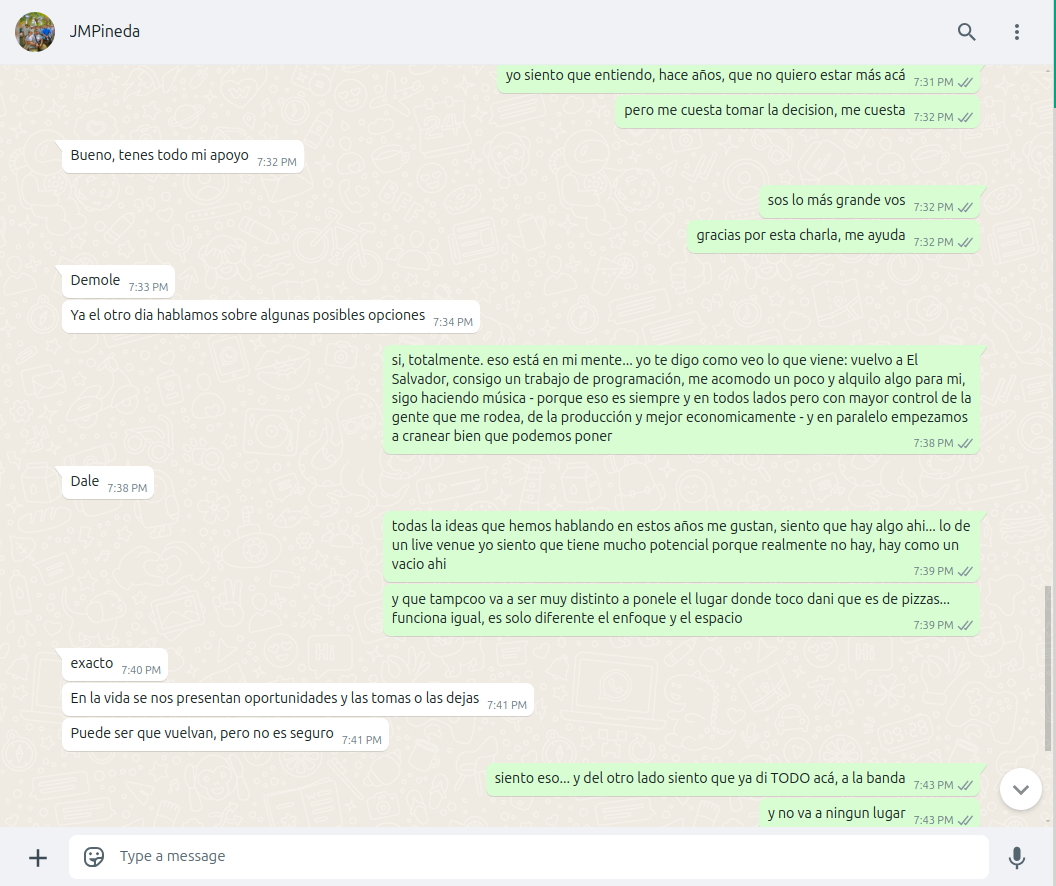 JMPineda
yo siento que entiendo, hace años, que no quiero estar más acá 7:31 PM
pero me cuesta tomar la decision, me cuesta 7:32 PM
Bueno, tenes todo mi apoyo 7:32 PM
sos lo más grande vos 7:32 PM
gracias por esta charla, me ayuda 7:32 PM
Demole 7:33 PM
Ya el otro dia hablamos sobre algunas posibles opciones 7:34 PM
si, totalmente. eso está en mi mente... yo te digo como veo lo que viene: vuelvo a El
Salvador, consigo un trabajo de programación, me acomodo un poco y alquilo algo para mi,
sigo haciendo música - porque eso es siempre y en todos lados pero con mayor control de la
gente que me rodea, de la producción y mejor economicamente - y en paralelo empezamos
a cranear bien que podemos poner 7:38 PM
Dale 7:38 PM
todas la ideas que hemos hablando en estos años me gustan, siento que hay algo ahi... lo de
un live venue yo siento que tiene mucho potencial porque realmente no hay, hay como un
vacio ahi 7:39 PM
y que tampcoo va a ser muy distinto a ponele el lugar donde toco dani que es de pizzas...
funciona igual, es solo diferente el enfoque y el espacio 7:39 PM
exacto 7:40 PM
En la vida se nos presentan oportunidades y las tomas o las dejas 7:41 PM
Puede ser que vuelvan, pero no es seguro 7:41 PM
siento eso... y del otro lado siento que ya di TODO acá, a la banda 7:43 PM
y no va a ningun lugar 7:43 PM
Type a message